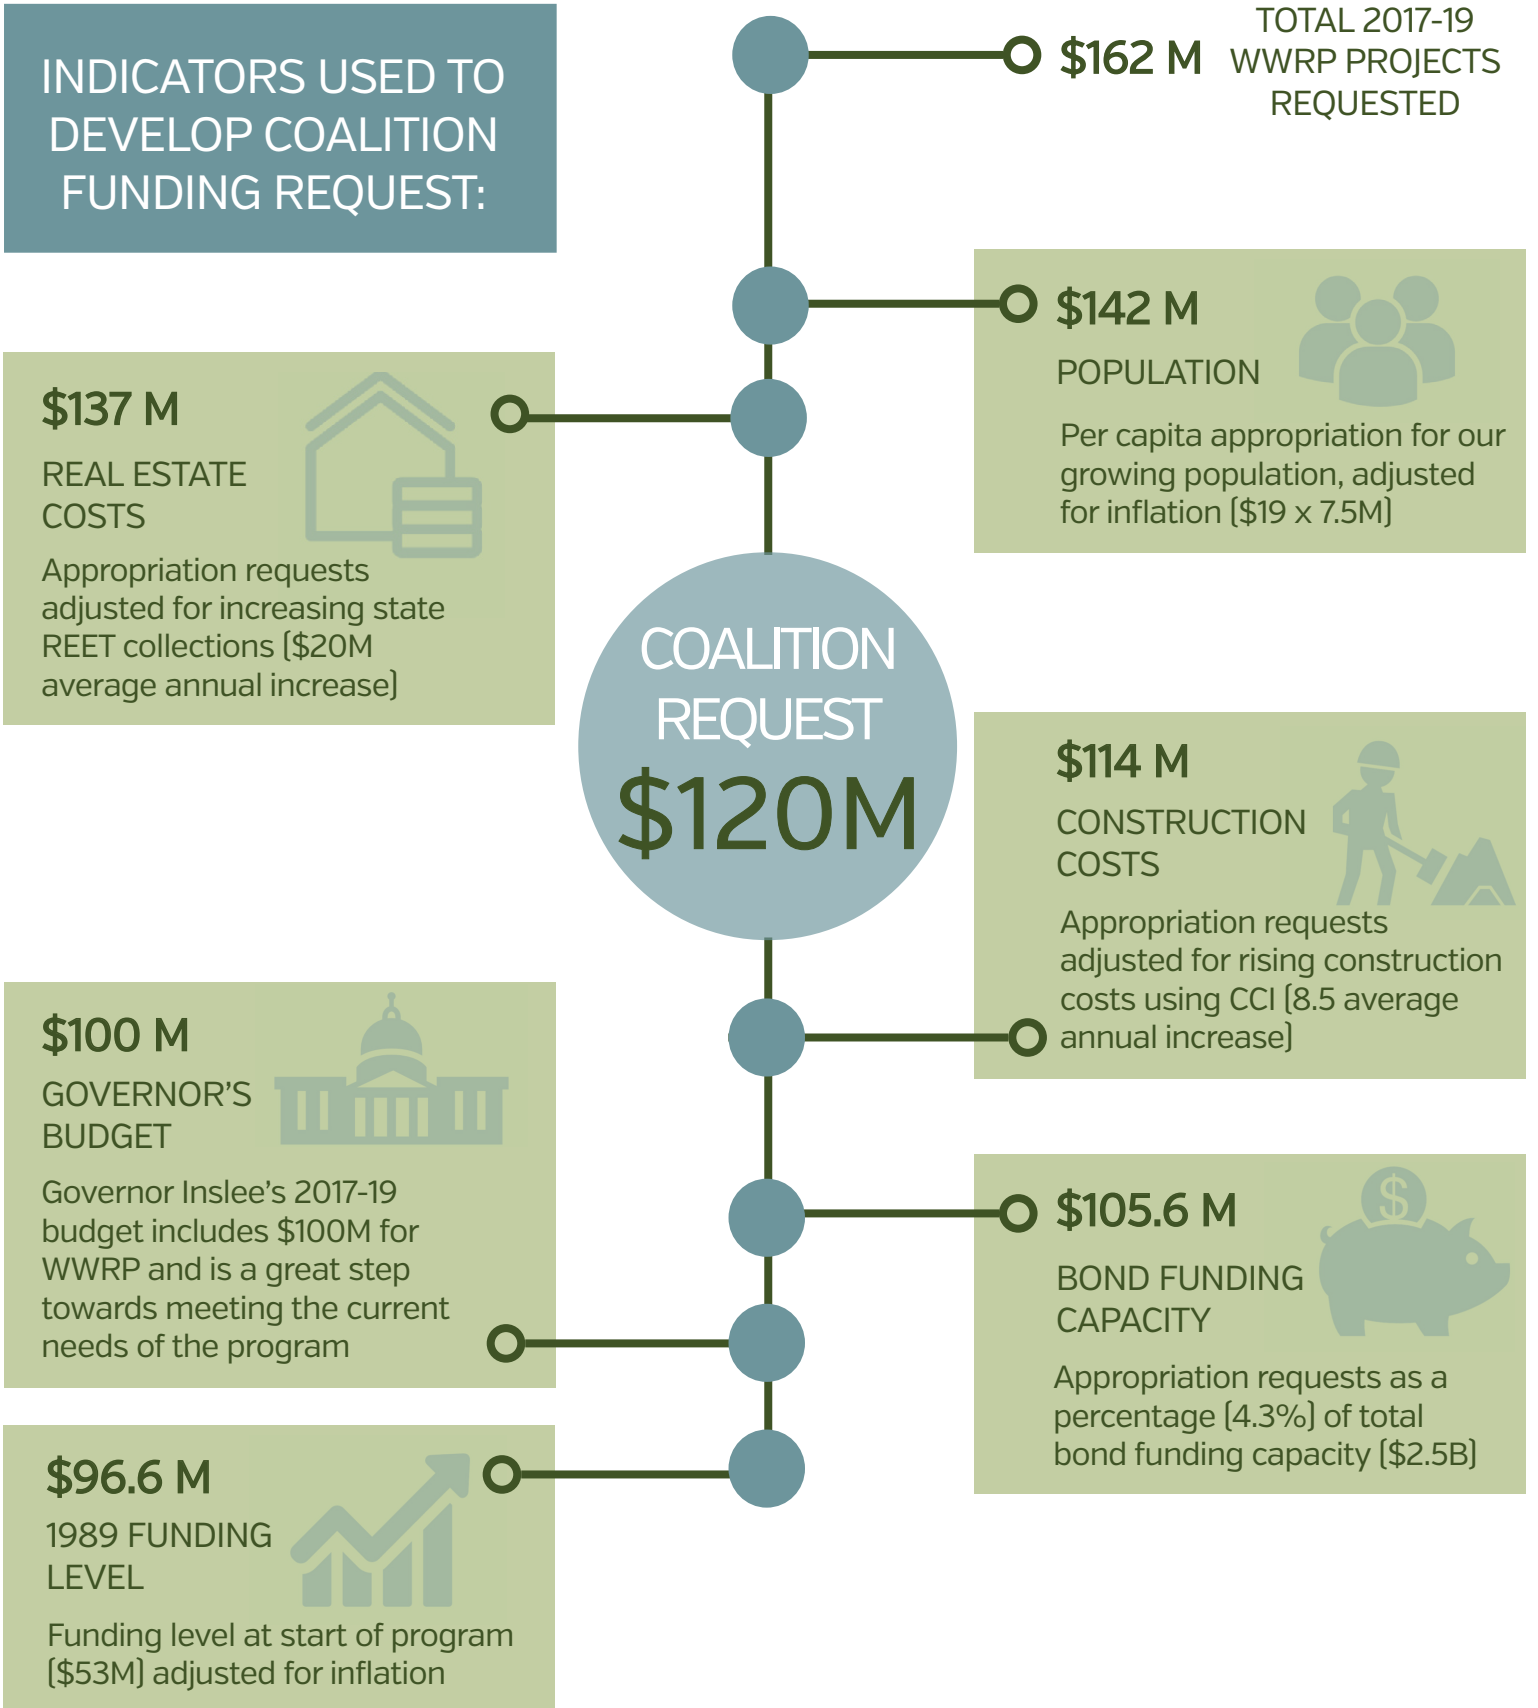 INDICATORS USED TO
DEVELOP COALITION
FUNDING REQUEST:
$162 M
TOTAL 2017-19
WWRP PROJECTS
REQUESTED
$142 M
POPULATION
Per capita appropriation for our
growing population, adjusted
for inflation ($19 x 7.5M)
$137 M
REAL ESTATE
COSTS
Appropriation requests
adjusted for increasing state
REET collections ($20M
average annual increase)
COALITION
REQUEST
$120M
$114 M
CONSTRUCTION
COSTS
Appropriation requests
adjusted for rising construction
costs using CCI (8.5 average
annual increase)
$105.6 M
BOND FUNDING
CAPACITY
Appropriation requests as a
percentage (4.3%) of total
bond funding capacity ($2.5B)
$
$100 M
GOVERNOR’S
BUDGET
Governor Inslee’s 2017-19
budget includes $100M for
WWRP and is a great step
towards meeting the current
needs of the program
$96.6 M
1989 FUNDING
LEVEL
Funding level at start of program
($53M) adjusted for inflation